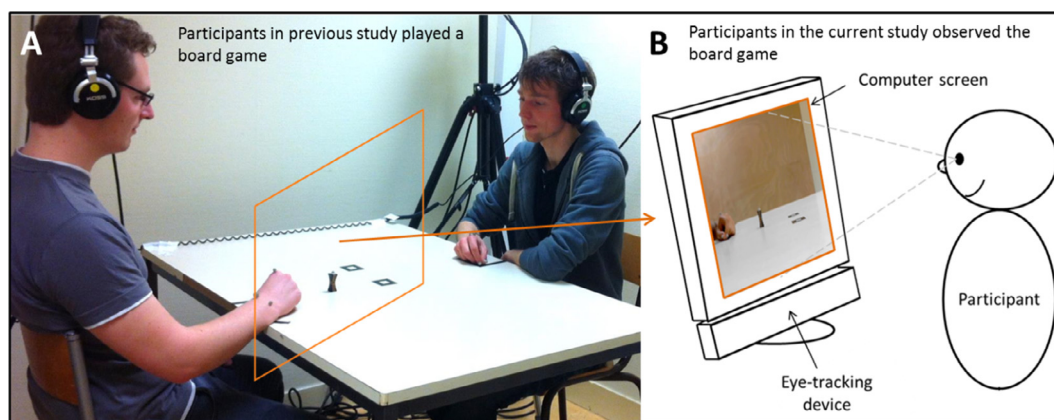 A
Participants in previous study played a
board game
B
Participants in the current study observed the
board game
Computer screen
Participant
Eye-tracking
device